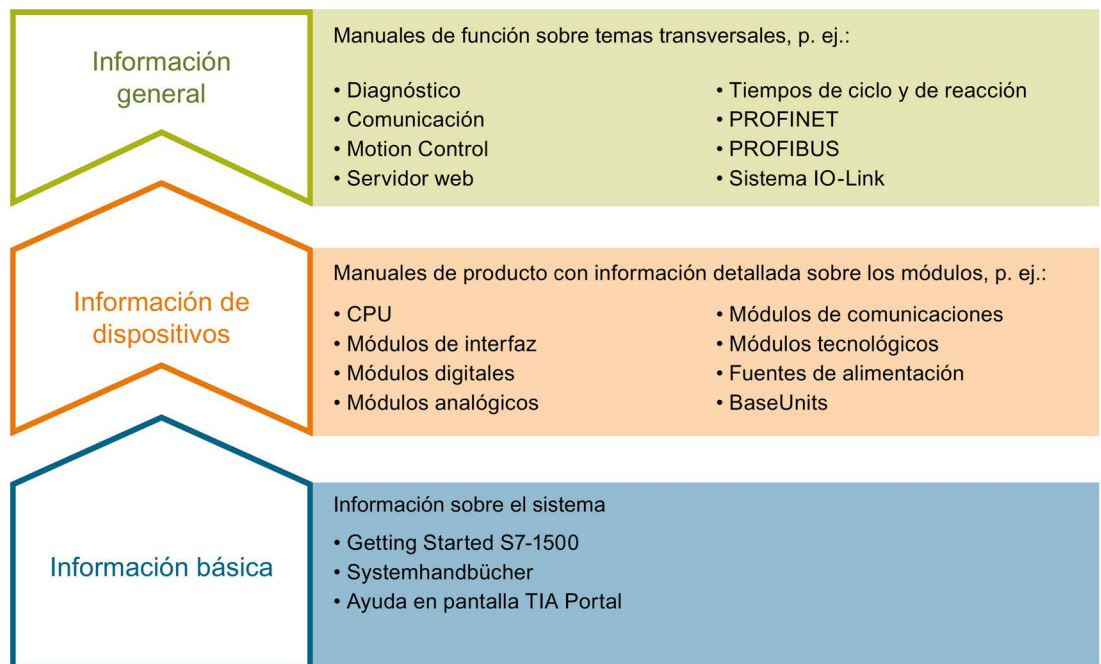 Información
general
Manuales de función sobre temas transversales, p. ej.:
• Diagnóstico
• Comunicación
• Motion Control
• Servidor web
• Tiempos de ciclo y de reacción
• PROFINET
• PROFIBUS
• Sistema IO-Link
Información de
dispositivos
Manuales de producto con información detallada sobre los módulos, p. ej.:
• CPU
• Módulos de interfaz
• Módulos digitales
• Módulos analógicos
• Módulos de comunicaciones
• Módulos tecnológicos
• Fuentes de alimentación
• BaseUnits
Información básica
Información sobre el sistema
• Getting Started S7-1500
• Systemhandbücher
• Ayuda en pantalla TIA Portal